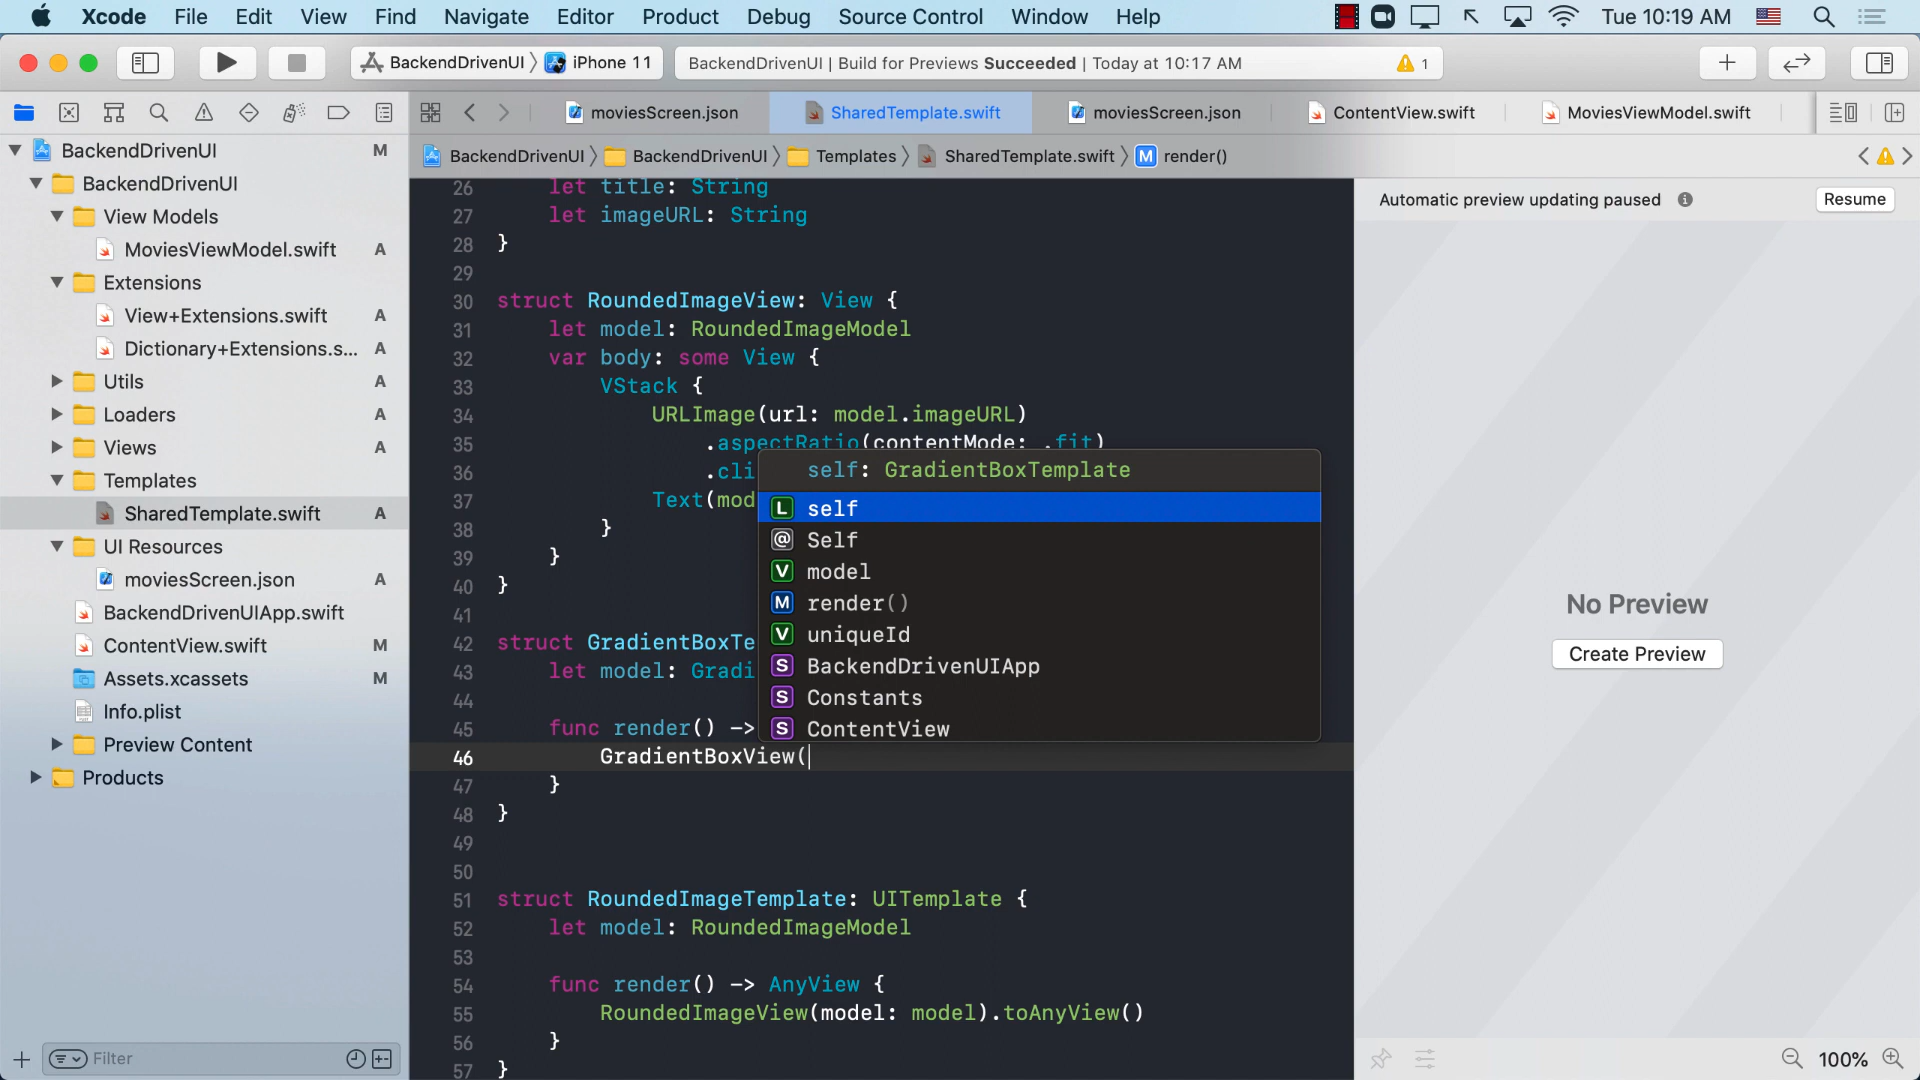 Xcode File Edit View Find Navigate Editor Product Debug Source Control Window Help Tue 10:19 AM
BackendDrivenUI 〉 iPhone 11
BackendDrivenUI | Build for Previews Succeeded | Today at 10:17 AM 1
moviesScreen.json SharedTemplate.swift moviesScreen.json ContentView.swift MoviesViewModel.swift
BackendDrivenUI 〉 BackendDrivenUI 〉 Templates 〉 SharedTemplate.swift 〉 M render()
BackendDrivenUI M
BackendDrivenUI
View Models
MoviesViewModel.swift A
Extensions
View+Extensions.swift A
Dictionary+Extensions.s... A
Utils A
Loaders A
Views A
Templates
SharedTemplate.swift A
UI Resources
moviesScreen.json A
BackendDrivenUIApp.swift
ContentView.swift M
Assets.xcassets M
Info.plist
Preview Content
Products
Filter
26 let title: String
27 let imageURL: String
28 }
29
30 struct RoundedImageView: View {
31 let model: RoundedImageModel
32 var body: some View {
33 VStack {
34 URLImage(url: model.imageURL)
35 .aspectRatio(contentMode: .fit)
36 .cli
37 Text(mod
38 }
39 }
40 }
41
42 struct GradientBoxTe
43 let model: Gradi
44
45 func render() ->
46 GradientBoxView(
47 }
48 }
49
50
51 struct RoundedImageTemplate: UITemplate {
52 let model: RoundedImageModel
53
54 func render() -> AnyView {
55 RoundedImageView(model: model).toAnyView()
56 }
57 }
self: GradientBoxTemplate
L self
@ Self
V model
M render()
V uniqueId
S BackendDrivenUIApp
S Constants
S ContentView
Automatic preview updating paused Resume
No Preview
Create Preview
100%